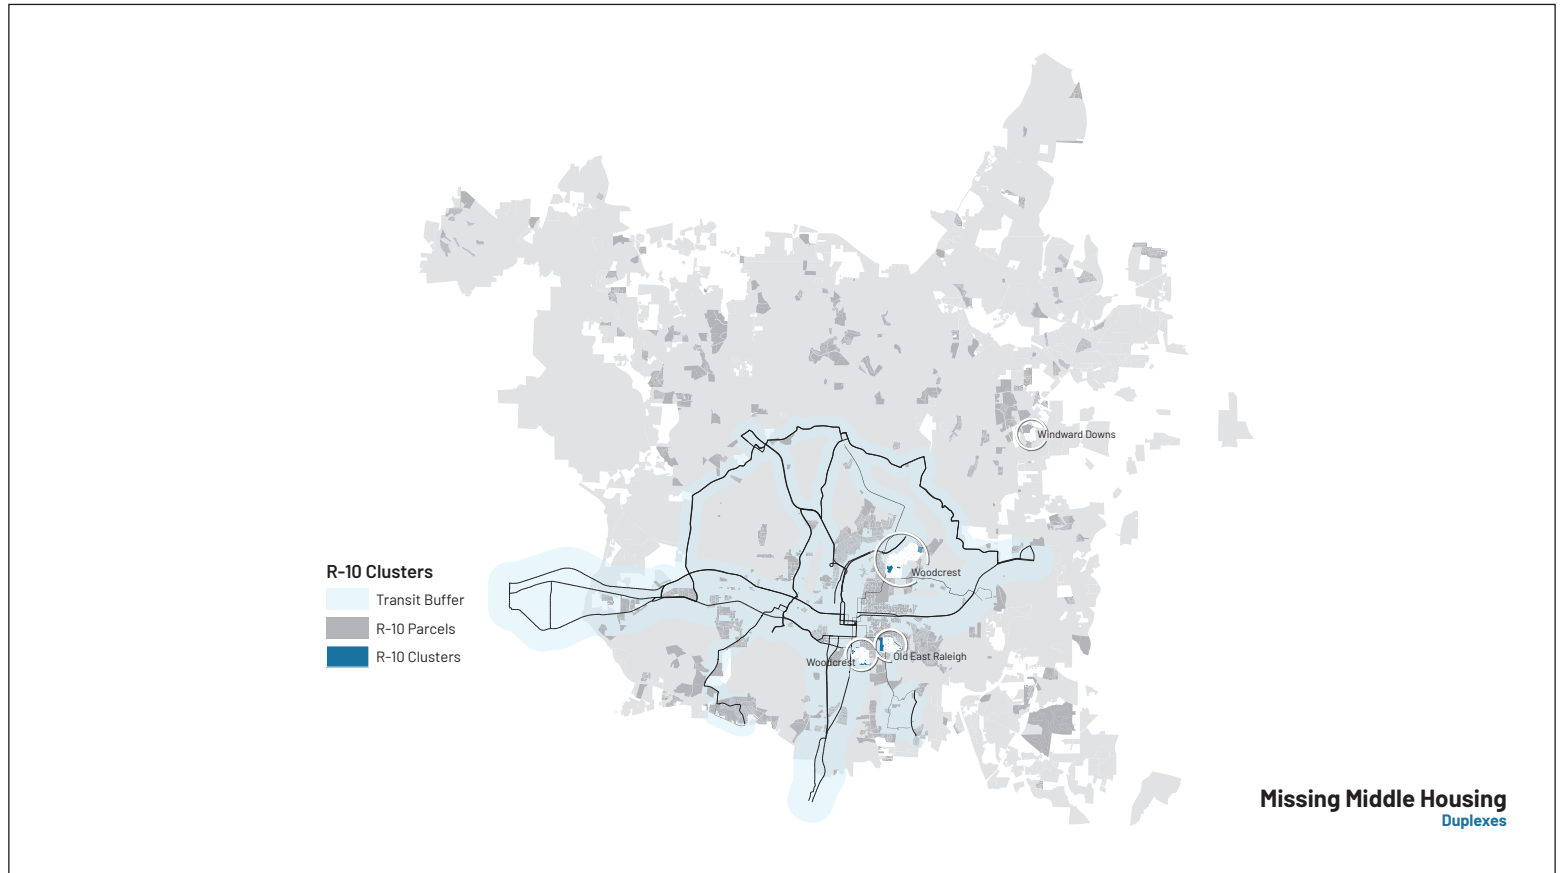 Windward Downs
R-10 Clusters
Transit Buffer
R-10 Parcels
R-10 Clusters
Woodcrest
Woodcrest
Old East Raleigh
Missing Middle Housing
Duplexes